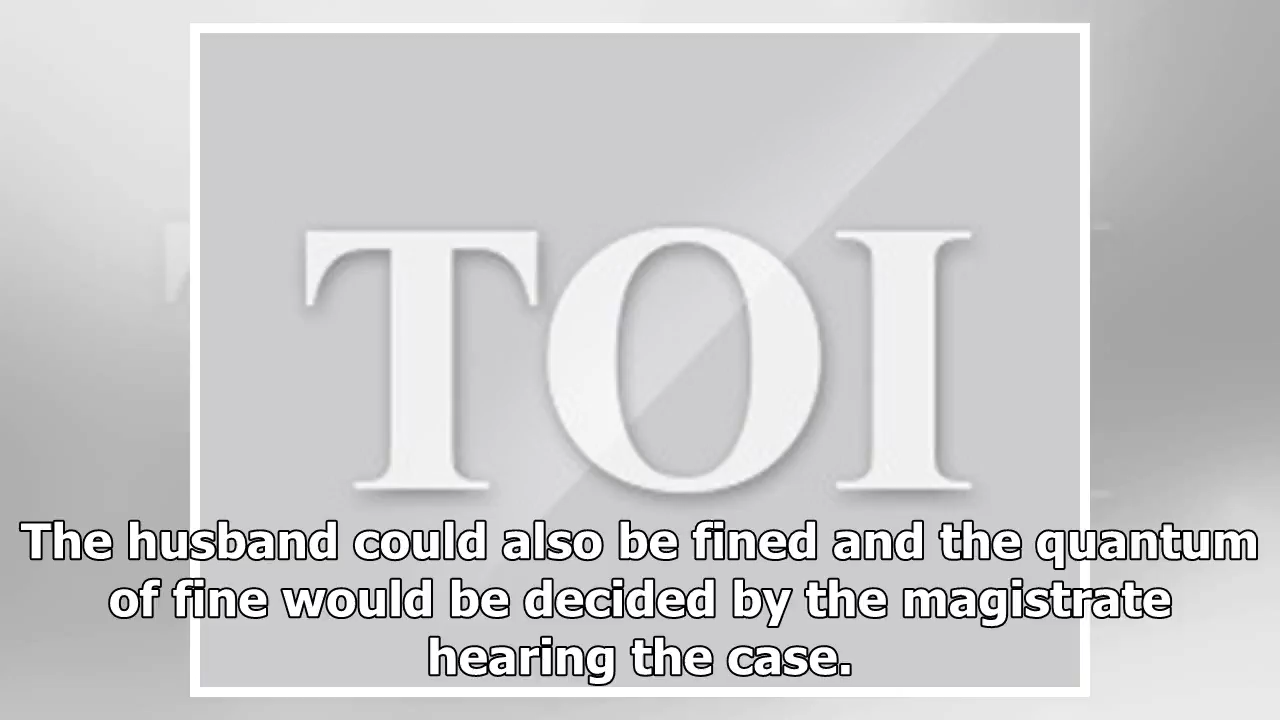 TOI
The husband could also be fined and the quantum
of fine would be decided by the magistrate
hearing the case.